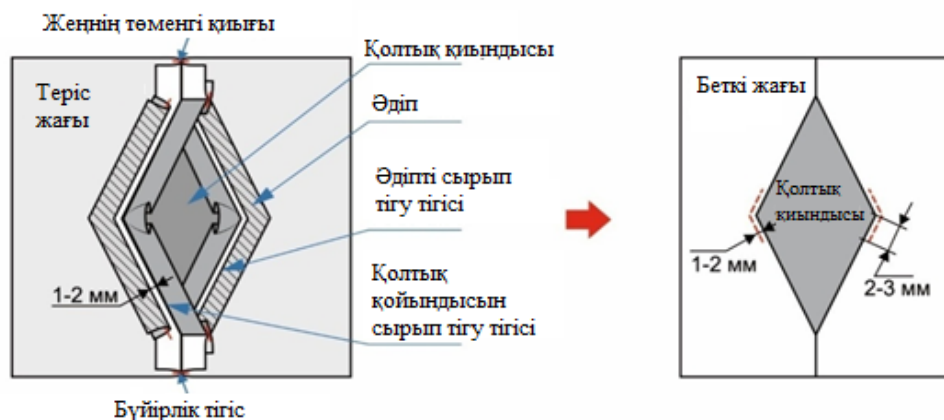 Жеңнің төменгі қиығы
Теріс
жағы
Қолтық қиындысы
Әдіп
Әдіпті сырып
тігу тігісі
1-2 мм
Қолтық
қойындысын
сырып тігу тігісі
Бүйірлік тігіс
Беткі жағы
Қолтық
қиындысы
1-2 мм
2-3 мм